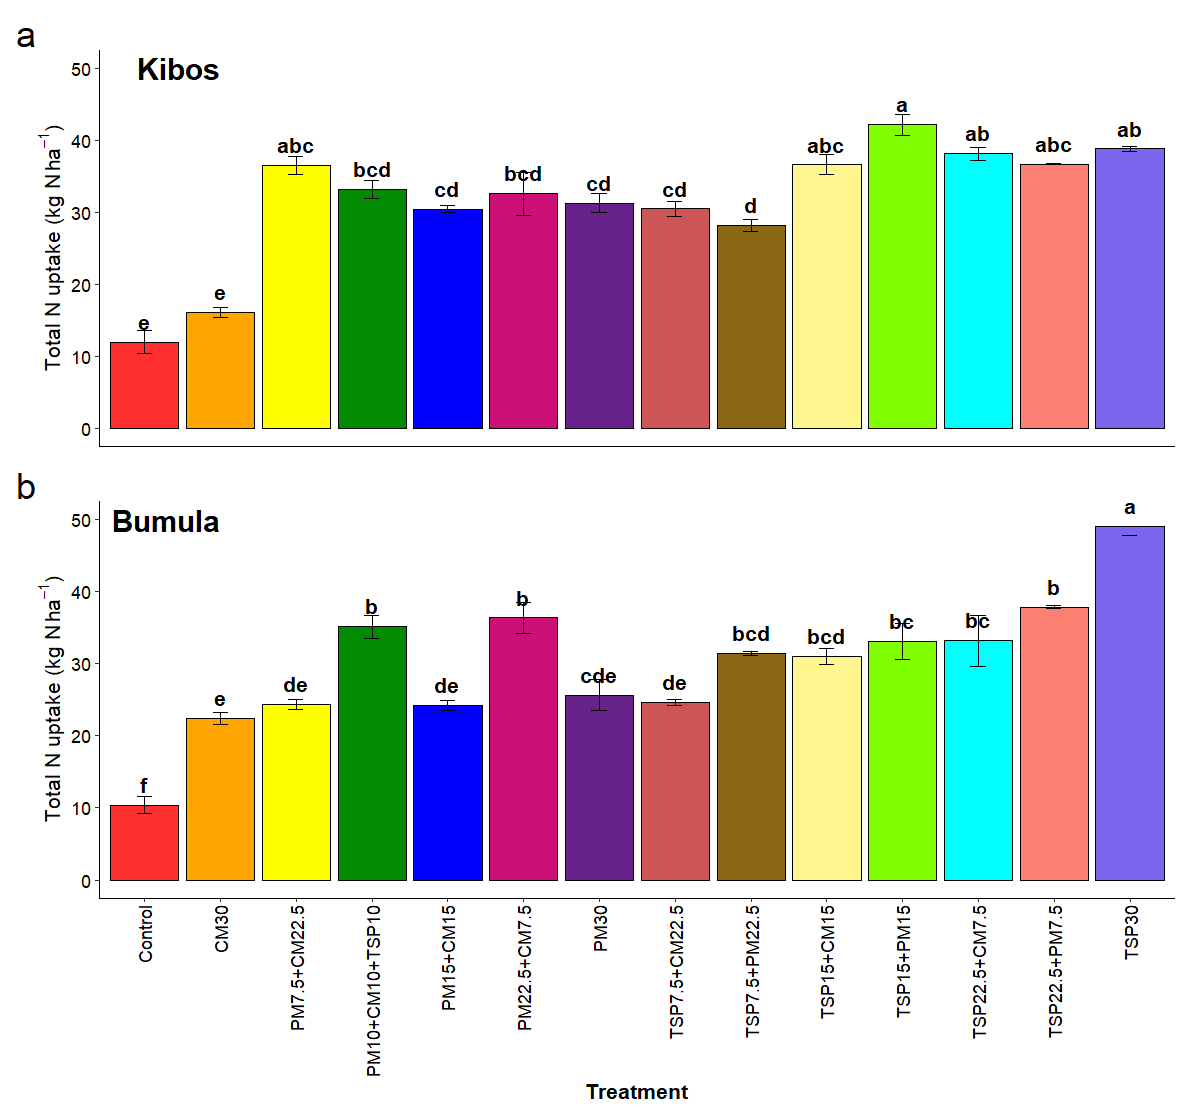 a
Kibos
Total N uptake (kg N ha⁻¹)
50
40
30
20
10
0
e
e
abc
bcd
cd
bcd
cd
cd
d
abc
a
ab
abc
ab
b
Bumula
Total N uptake (kg N ha⁻¹)
50
40
30
20
10
0
f
e
de
b
de
b
cde
de
bcd
bcd
bc
bc
b
a
Control
CM30
PM7.5+CM22.5
PM10+CM10+TSP10
PM15+CM15
PM22.5+CM7.5
PM30
TSP7.5+CM22.5
TSP7.5+PM22.5
TSP15+CM15
TSP15+PM15
TSP22.5+CM7.5
TSP22.5+PM7.5
TSP30
Treatment